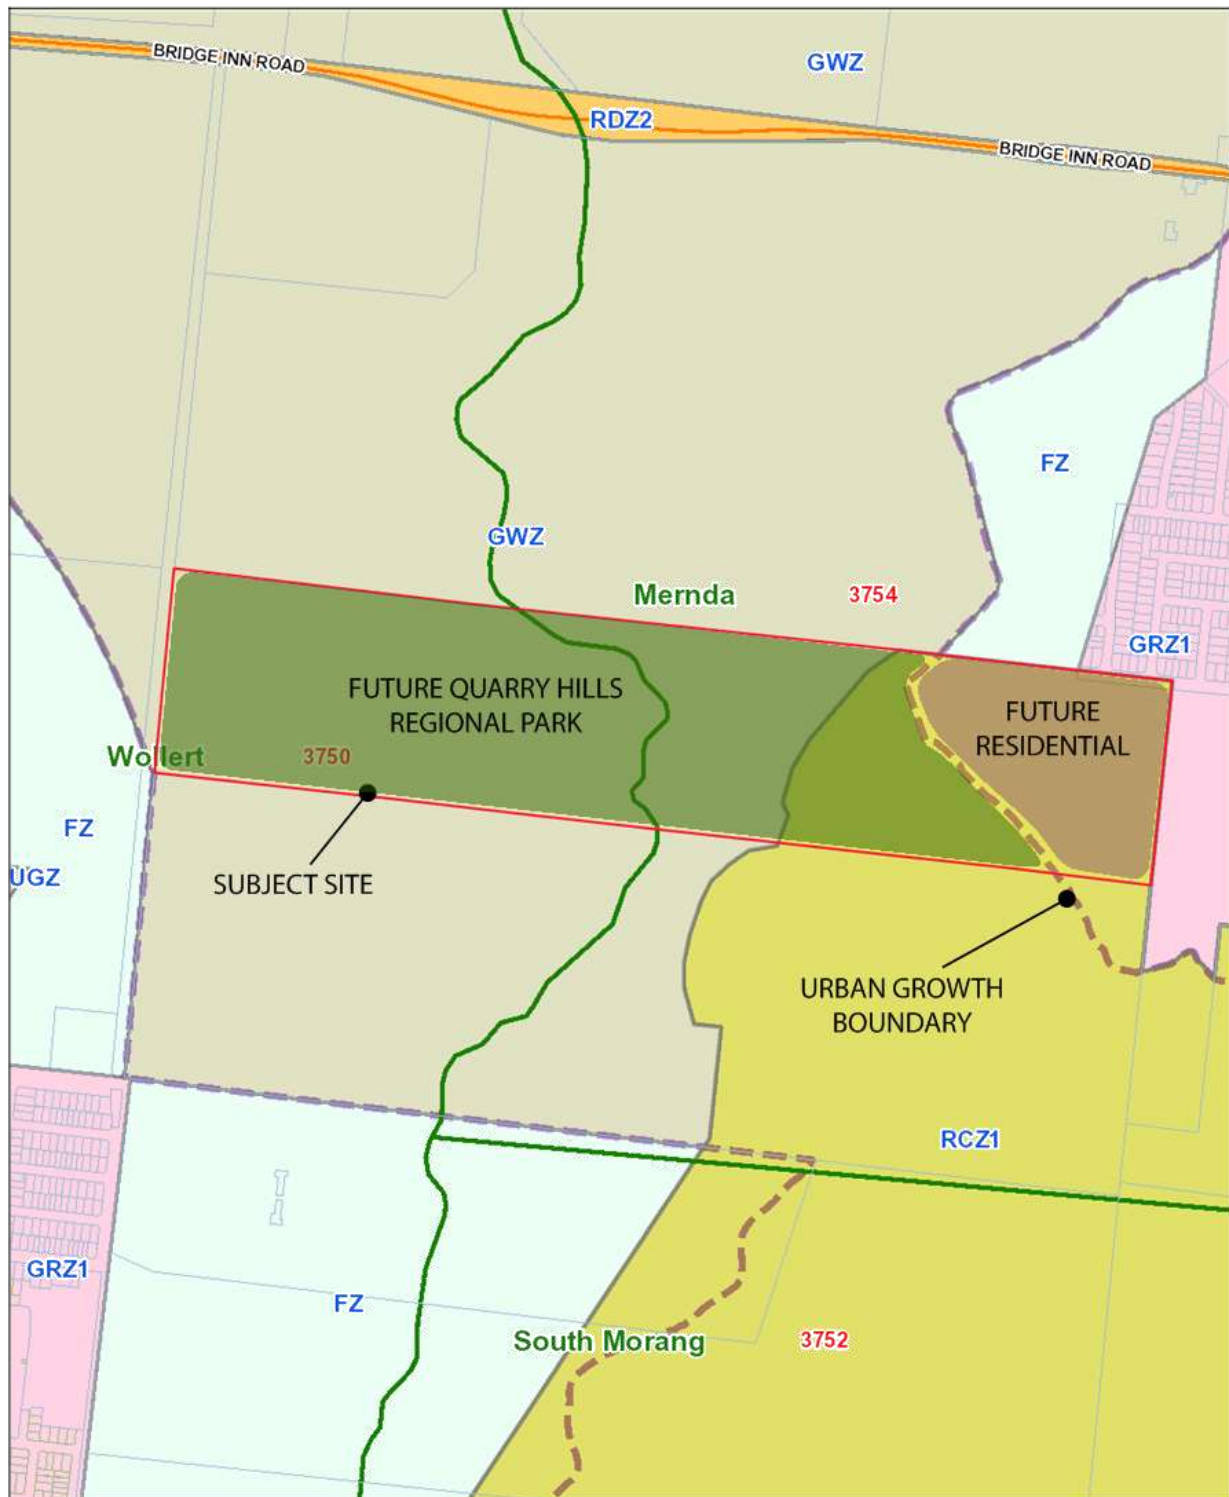 BRIDGE INN ROAD
GWZ
RDZ2
BRIDGE INN ROAD
FZ
GWZ
Mernda
3754
GRZ1
FUTURE QUARRY HILLS
REGIONAL PARK
FUTURE
RESIDENTIAL
Wollert
3750
FZ
UGZ
SUBJECT SITE
URBAN GROWTH
BOUNDARY
RCZ1
GRZ1
FZ
South Morang
3752